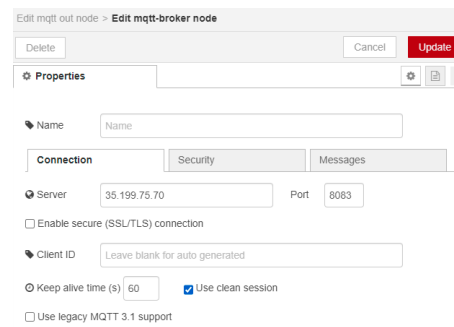 Edit mqtt out node > Edit mqtt-broker node
Delete Cancel Update
Properties
Name Name
Connection Security Messages
Server 35.199.75.70 Port 8083
Enable secure (SSL/TLS) connection
Client ID Leave blank for auto generated
Keep alive time (s) 60 Use clean session
Use legacy MQTT 3.1 support